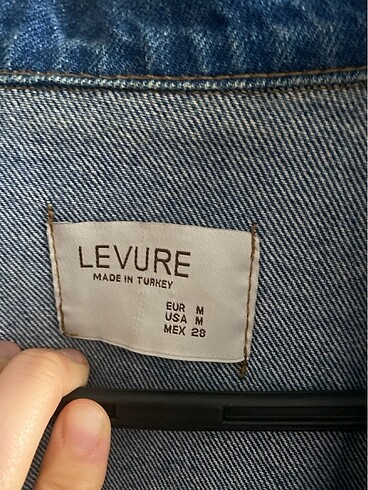 LEVURE
MADE IN TURKEY
EUR M
USA M
MEX 28